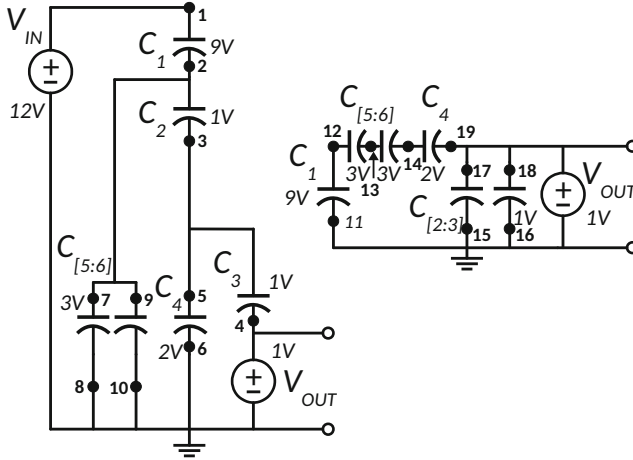 V_IN
12V
1
C_1
9V
2
C_2
1V
3
C_[5:6]
3V
7
9
C_4
2V
5
6
C_3
1V
4
1V
V_OUT
8
10
C_[5:6]
C_4
12
19
3V
3V
13
14
2V
C_1
9V
11
17
18
C_[2:3]
1V
15
16
V_OUT
1V